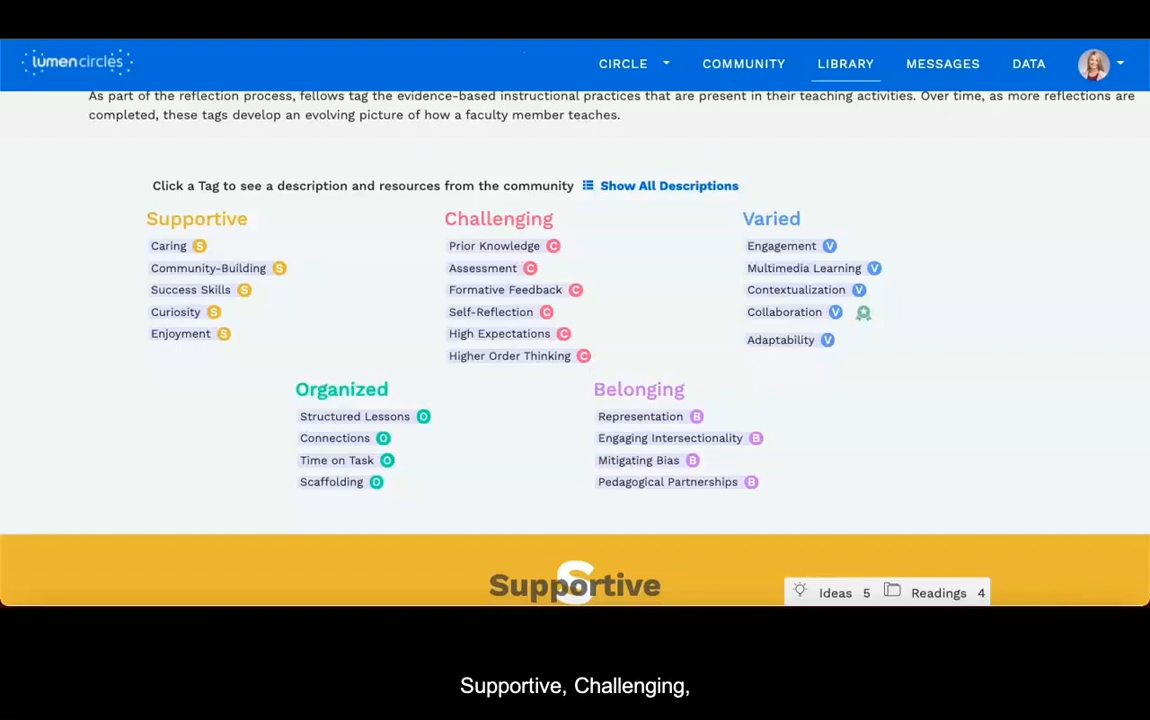 lumencircles
CIRCLE COMMUNITY LIBRARY MESSAGES DATA
As part of the reflection process, fellows tag the evidence-based instructional practices that are present in their teaching activities. Over time, as more reflections are
completed, these tags develop an evolving picture of how a faculty member teaches.
Click a Tag to see a description and resources from the community Show All Descriptions
Supportive
Caring S
Community-Building S
Success Skills S
Curiosity S
Enjoyment S
Challenging
Prior Knowledge C
Assessment C
Formative Feedback C
Self-Reflection C
High Expectations C
Higher Order Thinking C
Varied
Engagement V
Multimedia Learning V
Contextualization V
Collaboration V
Adaptability V
Organized
Structured Lessons O
Connections O
Time on Task O
Scaffolding O
Belonging
Representation B
Engaging Intersectionality B
Mitigating Bias B
Pedagogical Partnerships B
S
Supportive
Ideas 5 Readings 4
Supportive, Challenging,